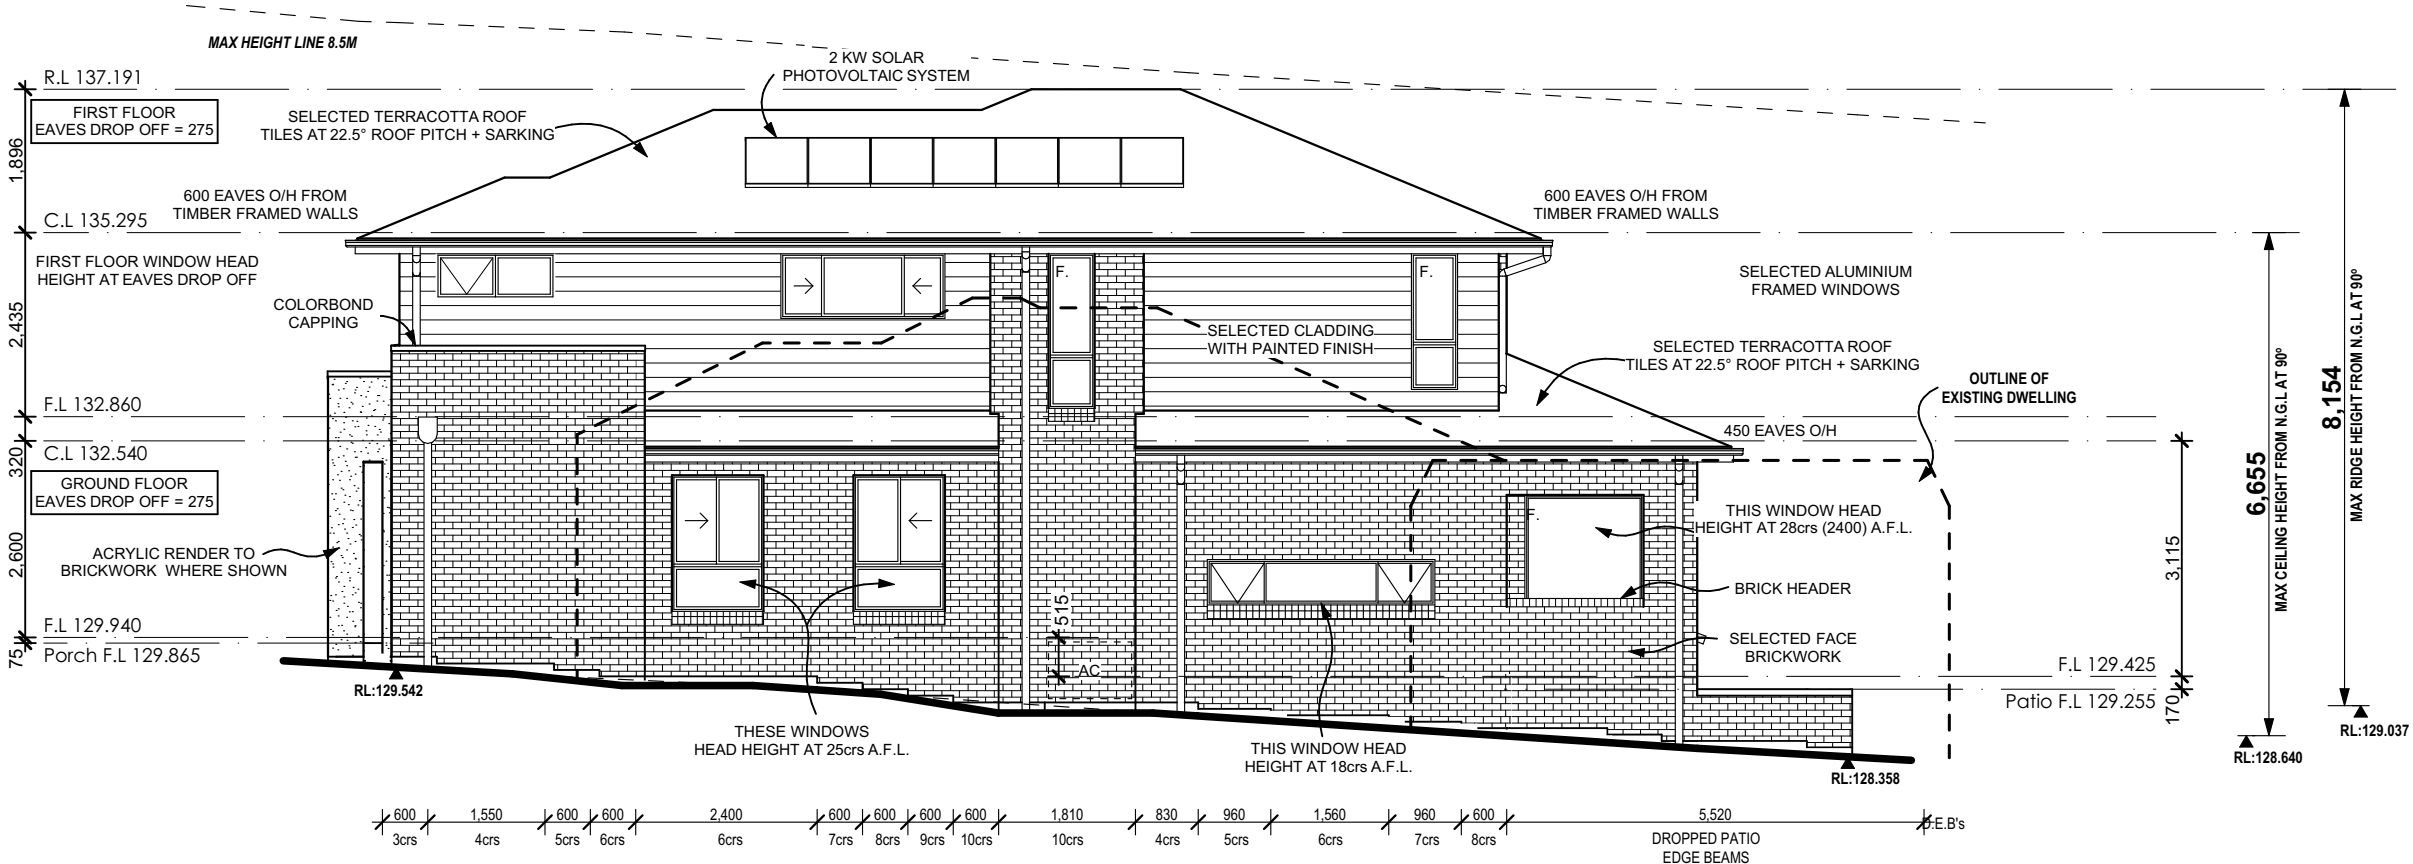 MAX HEIGHT LINE 8.5M
2 KW SOLAR
PHOTOVOLTAIC SYSTEM
R.L 137.191
FIRST FLOOR
EAVES DROP OFF = 275
SELECTED TERRACOTTA ROOF
TILES AT 22.5° ROOF PITCH + SARKING
1,896
600 EAVES O/H FROM
TIMBER FRAMED WALLS
600 EAVES O/H FROM
TIMBER FRAMED WALLS
C.L 135.295
FIRST FLOOR WINDOW HEAD
HEIGHT AT EAVES DROP OFF
F.
F.
SELECTED ALUMINIUM
FRAMED WINDOWS
COLORBOND
CAPPING
2,435
SELECTED CLADDING
WITH PAINTED FINISH
SELECTED TERRACOTTA ROOF
TILES AT 22.5° ROOF PITCH + SARKING
OUTLINE OF
EXISTING DWELLING
F.L 132.860
320
450 EAVES O/H
C.L 132.540
GROUND FLOOR
EAVES DROP OFF = 275
F.
THIS WINDOW HEAD
HEIGHT AT 28crs (2400) A.F.L.
2,600
ACRYLIC RENDER TO
BRICKWORK WHERE SHOWN
3,115
BRICK HEADER
515
F.L 129.940
75
Porch F.L 129.865
SELECTED FACE
BRICKWORK
AC
F.L 129.425
Patio F.L 129.255
170
6,655
MAX CEILING HEIGHT FROM N.G.L AT 90º
8,154
MAX RIDGE HEIGHT FROM N.G.L AT 90º
RL:129.542
RL:129.037
RL:128.640
RL:128.358
THESE WINDOWS
HEAD HEIGHT AT 25crs A.F.L.
THIS WINDOW HEAD
HEIGHT AT 18crs A.F.L.
600 1,550 600 600 2,400 600 600 600 600 1,810 830 960 1,560 960 600 5,520 D.E.B's
3crs 4crs 5crs 6crs 6crs 7crs 8crs 9crs 10crs 10crs 4crs 5crs 6crs 7crs 8crs DROPPED PATIO
EDGE BEAMS